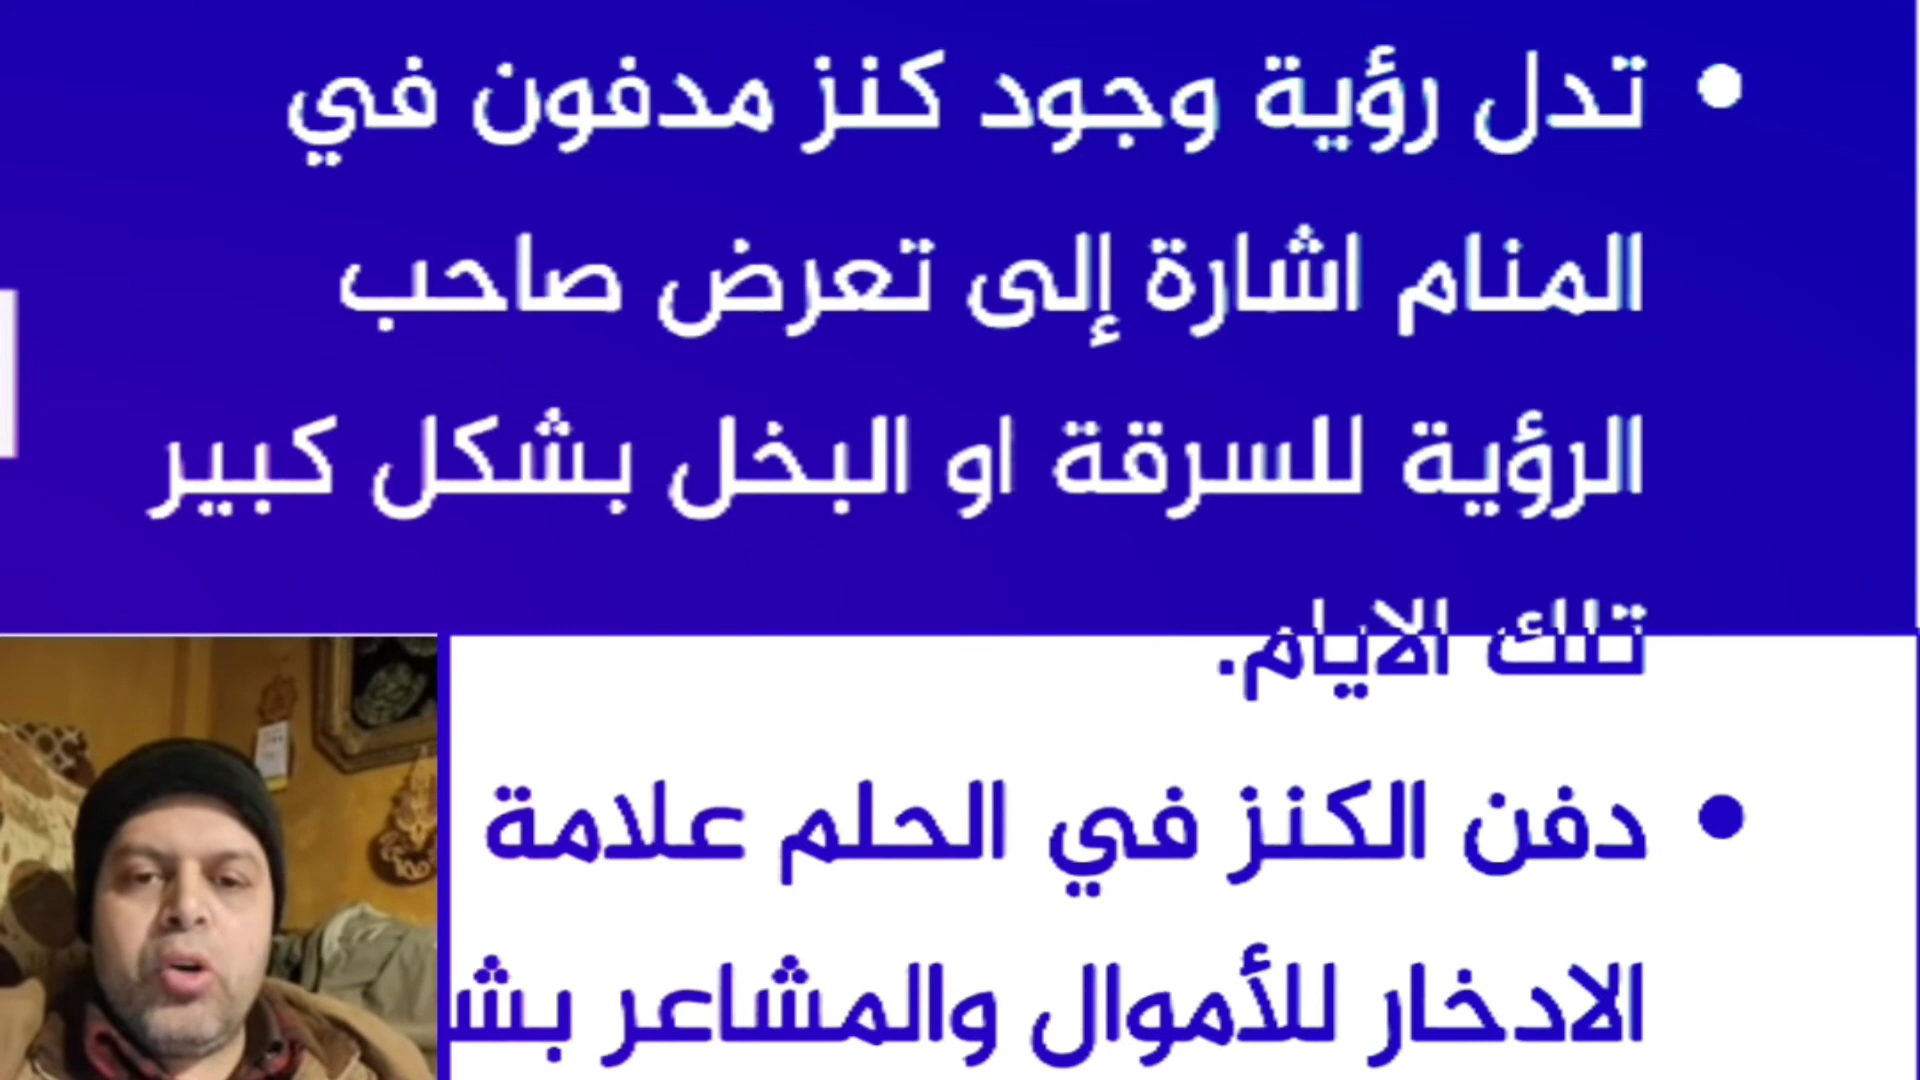 • تدل رؤية وجود كنز مدفون في
المنام اشارة إلى تعرض صاحب
الرؤية للسرقة او البخل بشكل كبير
تلك الايام.
• دفن الكنز في الحلم علامة
الادخار للأموال والمشاعر